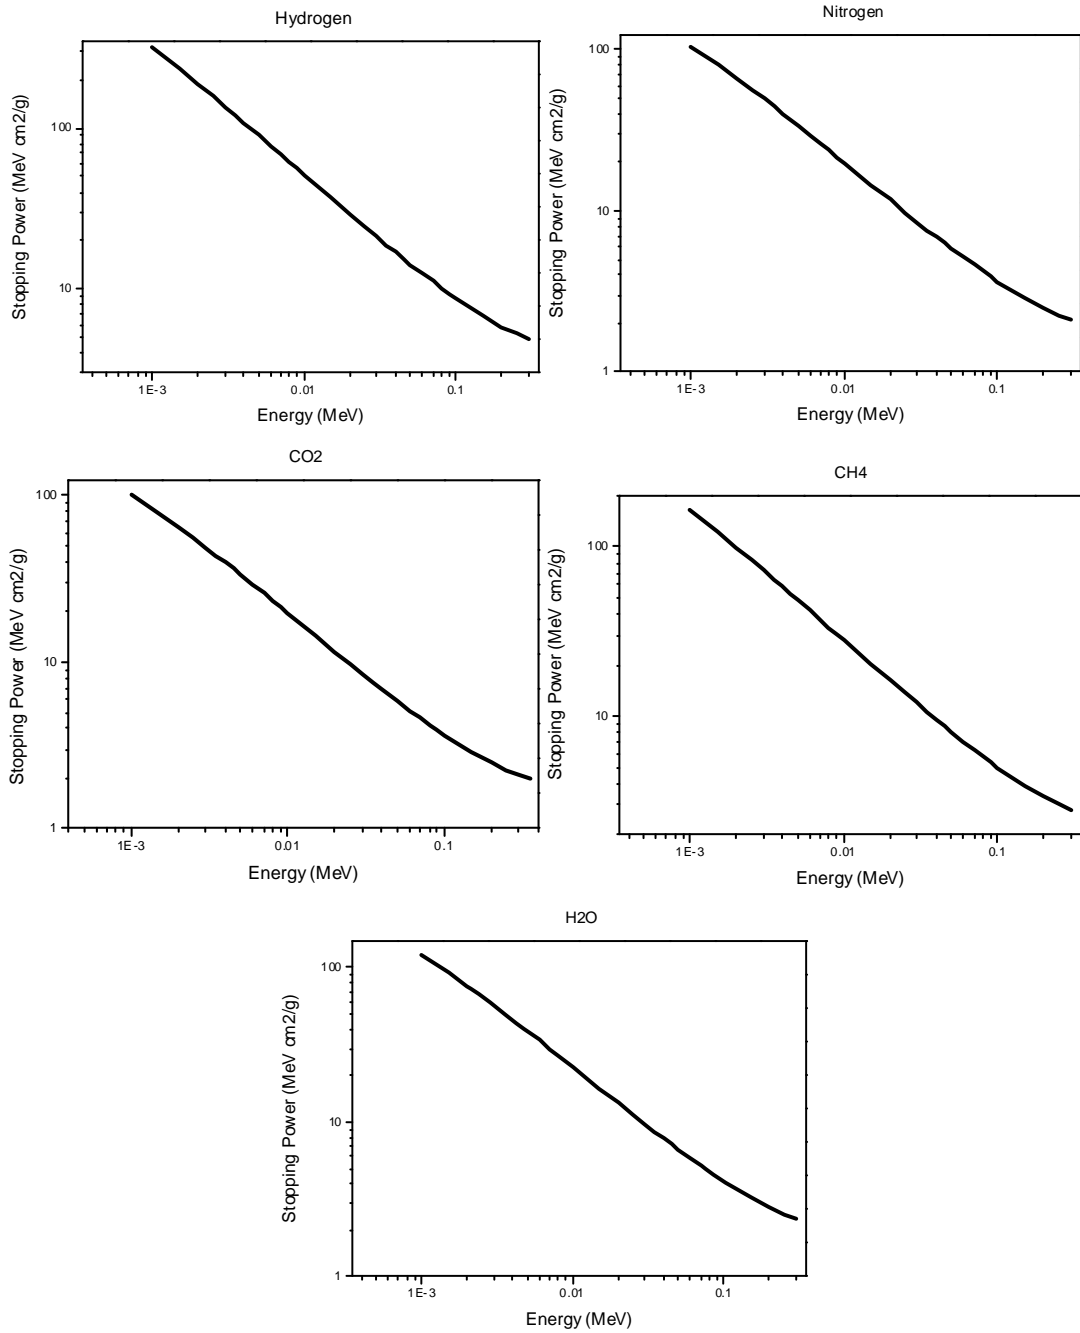 Hydrogen
Stopping Power (MeV cm2/g)
100
10
1E-3
0.01
0.1
Energy (MeV)
Nitrogen
Stopping Power (MeV cm2/g)
100
10
1
1E-3
0.01
0.1
Energy (MeV)
CO2
Stopping Power (MeV cm2/g)
100
10
1
1E-3
0.01
0.1
Energy (MeV)
CH4
Stopping Power (MeV cm2/g)
100
10
1E-3
0.01
0.1
Energy (MeV)
H2O
Stopping Power (MeV cm2/g)
100
10
1
1E-3
0.01
0.1
Energy (MeV)